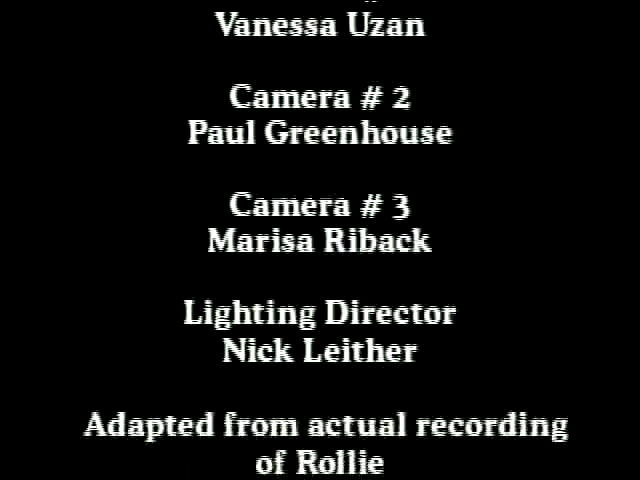 Vanessa Uzan
Camera # 2
Paul Greenhouse
Camera # 3
Marisa Riback
Lighting Director
Nick Leither
Adapted from actual recording
of Rollie